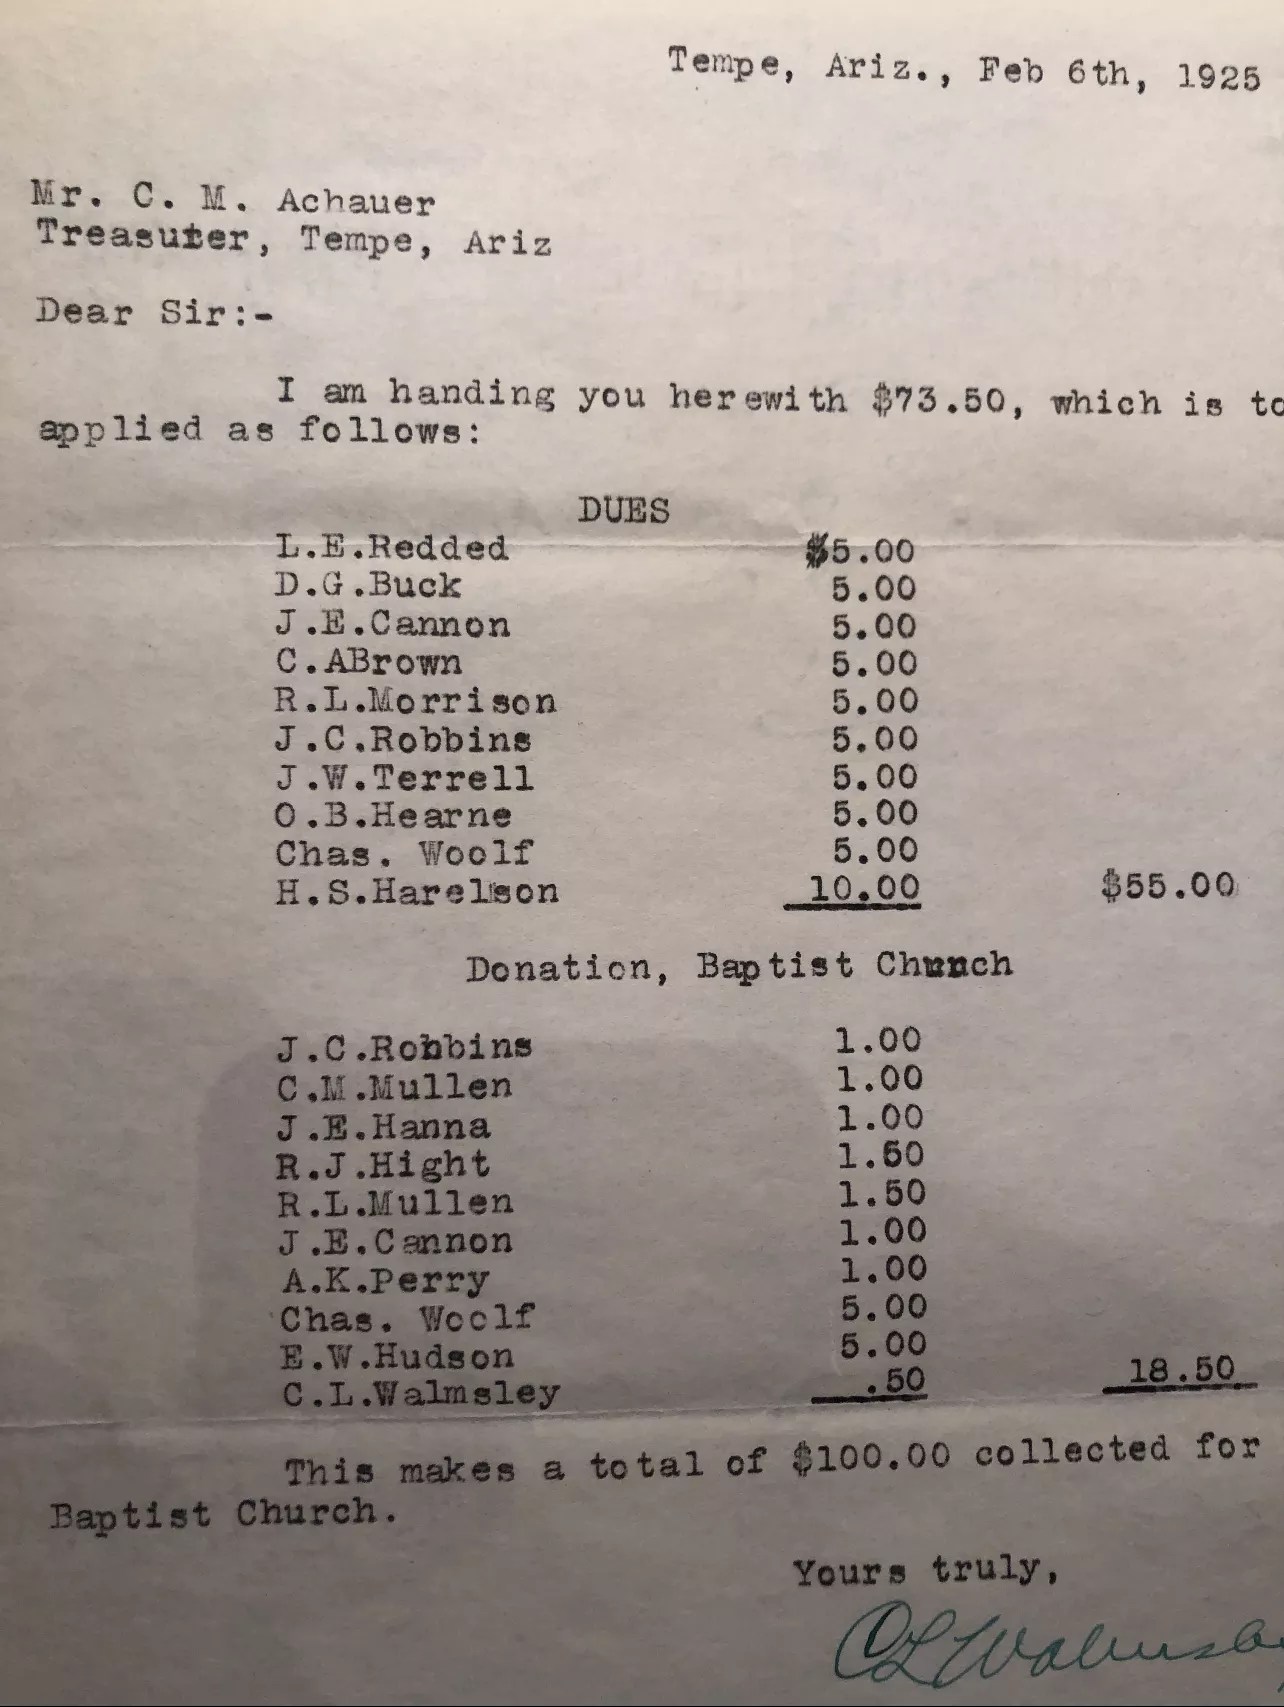 Tempe, Ariz., Feb 6th, 1925
Mr. C. M. Achauer
Treasurer, Tempe, Ariz
Dear Sir:-
I am handing you herewith $73.50, which is to
applied as follows:
DUES
L.E.Redded $5.00
D.G.Buck 5.00
J.E.Cannon 5.00
C.ABrown 5.00
R.L.Morrison 5.00
J.C.Robbins 5.00
J.W.Terrell 5.00
O.B.Hearne 5.00
Chas. Woolf 5.00
H.S.Harelson 10.00 $55.00
Donation, Baptist Church
J.C.Robbins 1.00
C.M.Mullen 1.00
J.E.Hanna 1.00
R.J.Hight 1.50
R.L.Mullen 1.50
J.E.Cannon 1.00
A.K.Perry 1.00
Chas. Woolf 5.00
E.W.Hudson 5.00
C.L.Walmsley .50 18.50
This makes a total of $100.00 collected for
Baptist Church.
Yours truly,
CLWalmsley